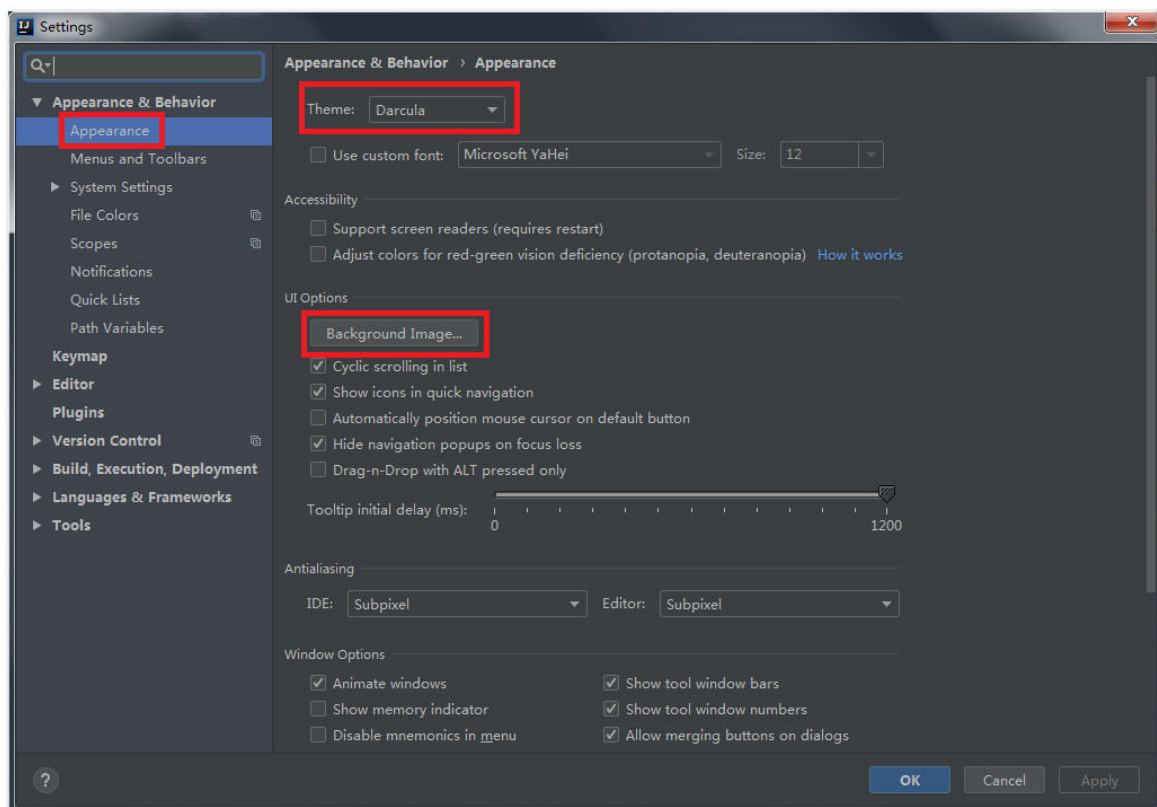 Settings
Appearance & Behavior
Appearance
Menus and Toolbars
System Settings
File Colors
Scopes
Notifications
Quick Lists
Path Variables
Keymap
Editor
Plugins
Version Control
Build, Execution, Deployment
Languages & Frameworks
Tools
Appearance & Behavior › Appearance
Theme: Darcula
Use custom font: Microsoft YaHei Size: 12
Accessibility
Support screen readers (requires restart)
Adjust colors for red-green vision deficiency (protanopia, deuteranopia) How it works
UI Options
Background Image...
Cyclic scrolling in list
Show icons in quick navigation
Automatically position mouse cursor on default button
Hide navigation popups on focus loss
Drag-n-Drop with ALT pressed only
Tooltip initial delay (ms):
0 1200
Antialiasing
IDE: Subpixel Editor: Subpixel
Window Options
Animate windows Show tool window bars
Show memory indicator Show tool window numbers
Disable mnemonics in menu Allow merging buttons on dialogs
? OK Cancel Apply